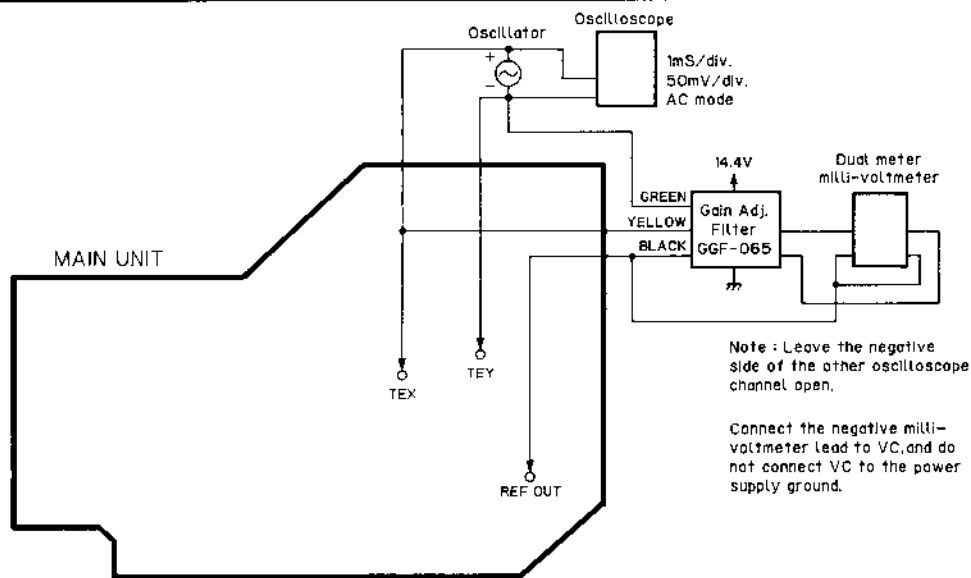 Oscilloscope
Oscillator
1mS/div.
50mV/div.
AC mode
+
−
14.4V
Dual meter
milli-voltmeter
GREEN
YELLOW
BLACK
Gain Adj.
Filter
GGF-065
MAIN UNIT
TEX
TEY
REF OUT
Note : Leave the negative
side of the other oscilloscope
channel open.
Connect the negative milli-
voltmeter lead to VC,and do
not connect VC to the power
supply ground.